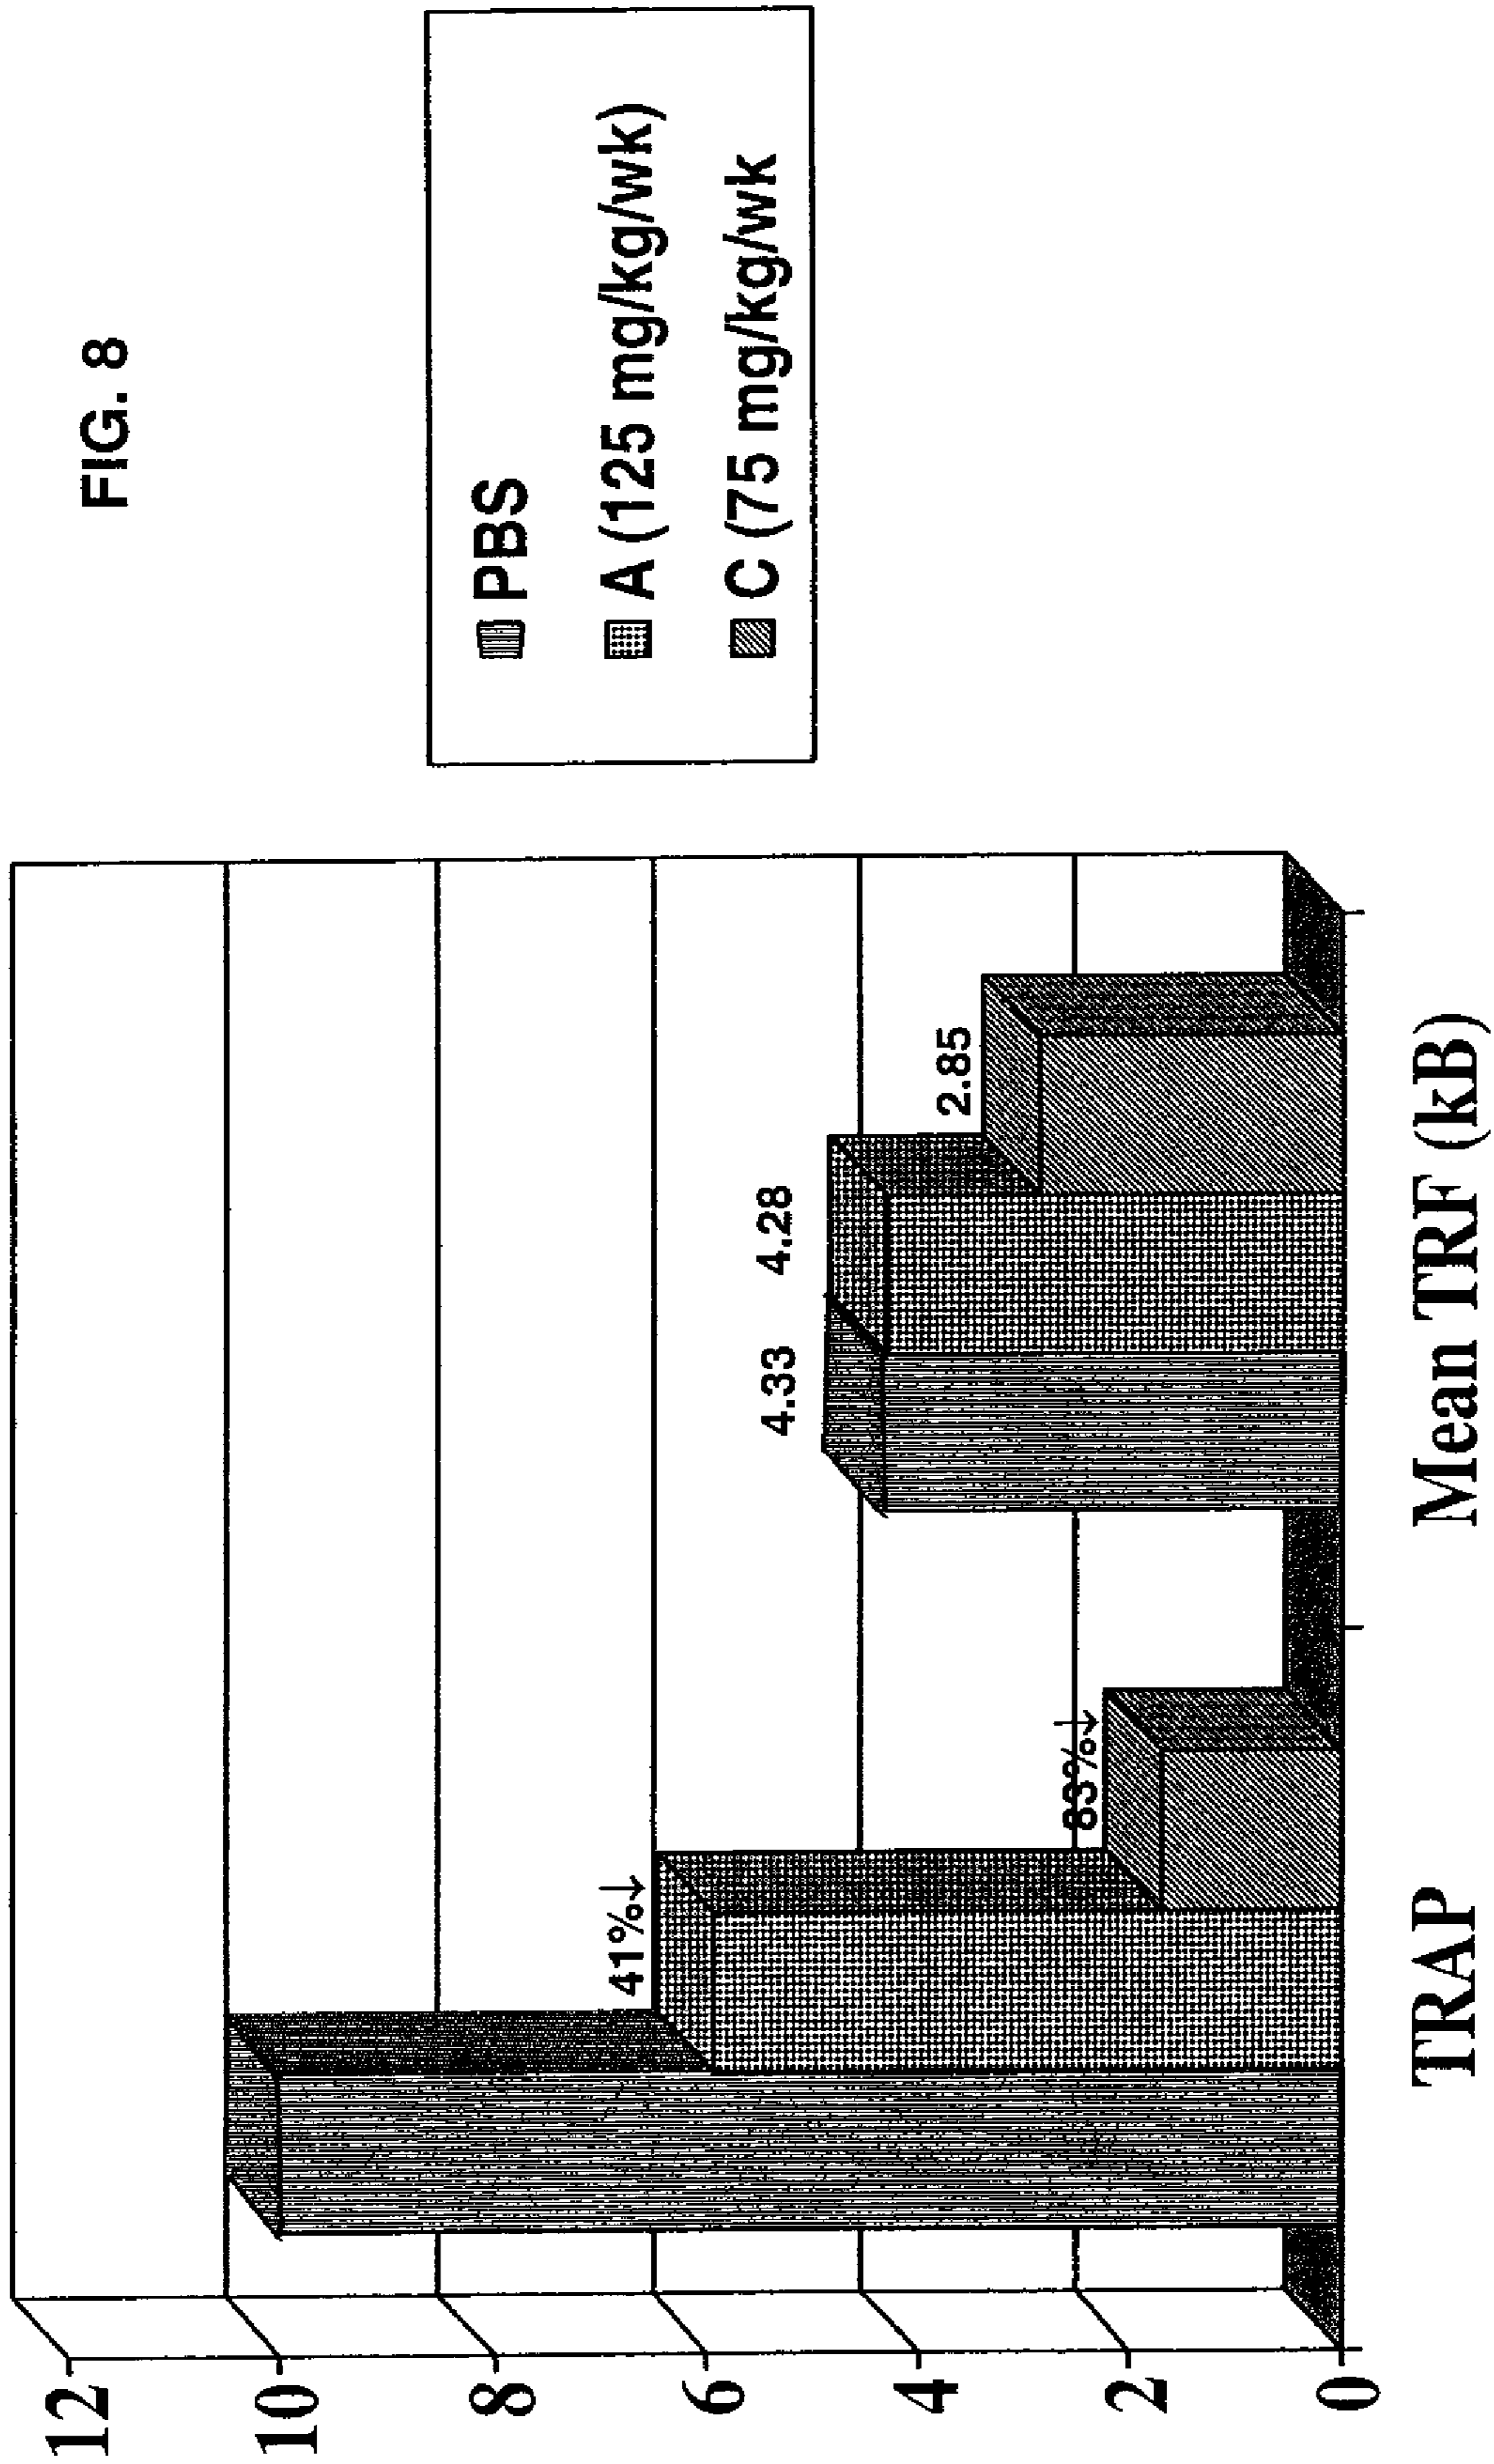 FIG. 8
PBS
A (125 mg/kg/wk)
C (75 mg/kg/wk
12
10
8
6
4
2
0
41%↓
83%↓
4.33
4.28
2.85
TRAP
Mean TRF (kB)